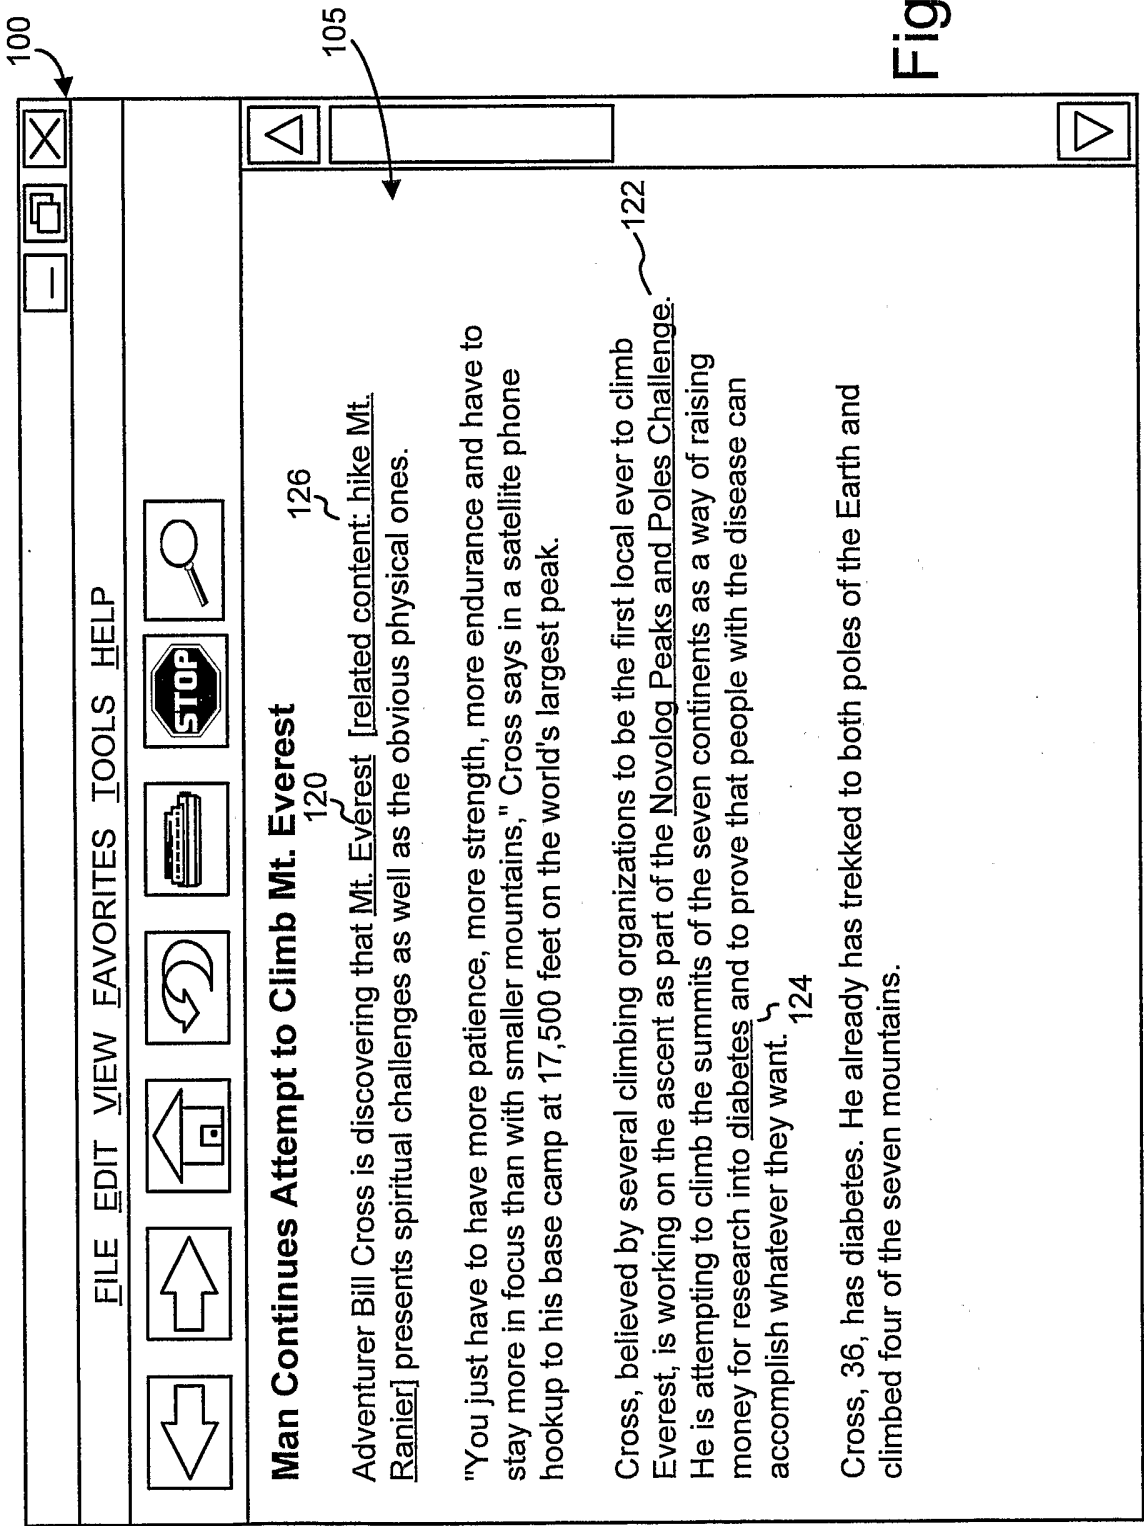 100
FILE EDIT VIEW FAVORITES TOOLS HELP
STOP
105
Man Continues Attempt to Climb Mt. Everest
120
126
Adventurer Bill Cross is discovering that Mt. Everest [related content: hike Mt.
Ranier] presents spiritual challenges as well as the obvious physical ones.
"You just have to have more patience, more strength, more endurance and have to
stay more in focus than with smaller mountains," Cross says in a satellite phone
hookup to his base camp at 17,500 feet on the world's largest peak.
122
Cross, believed by several climbing organizations to be the first local ever to climb
Everest, is working on the ascent as part of the Novolog Peaks and Poles Challenge.
He is attempting to climb the summits of the seven continents as a way of raising
money for research into diabetes and to prove that people with the disease can
accomplish whatever they want.
124
Cross, 36, has diabetes. He already has trekked to both poles of the Earth and
climbed four of the seven mountains.
Fig